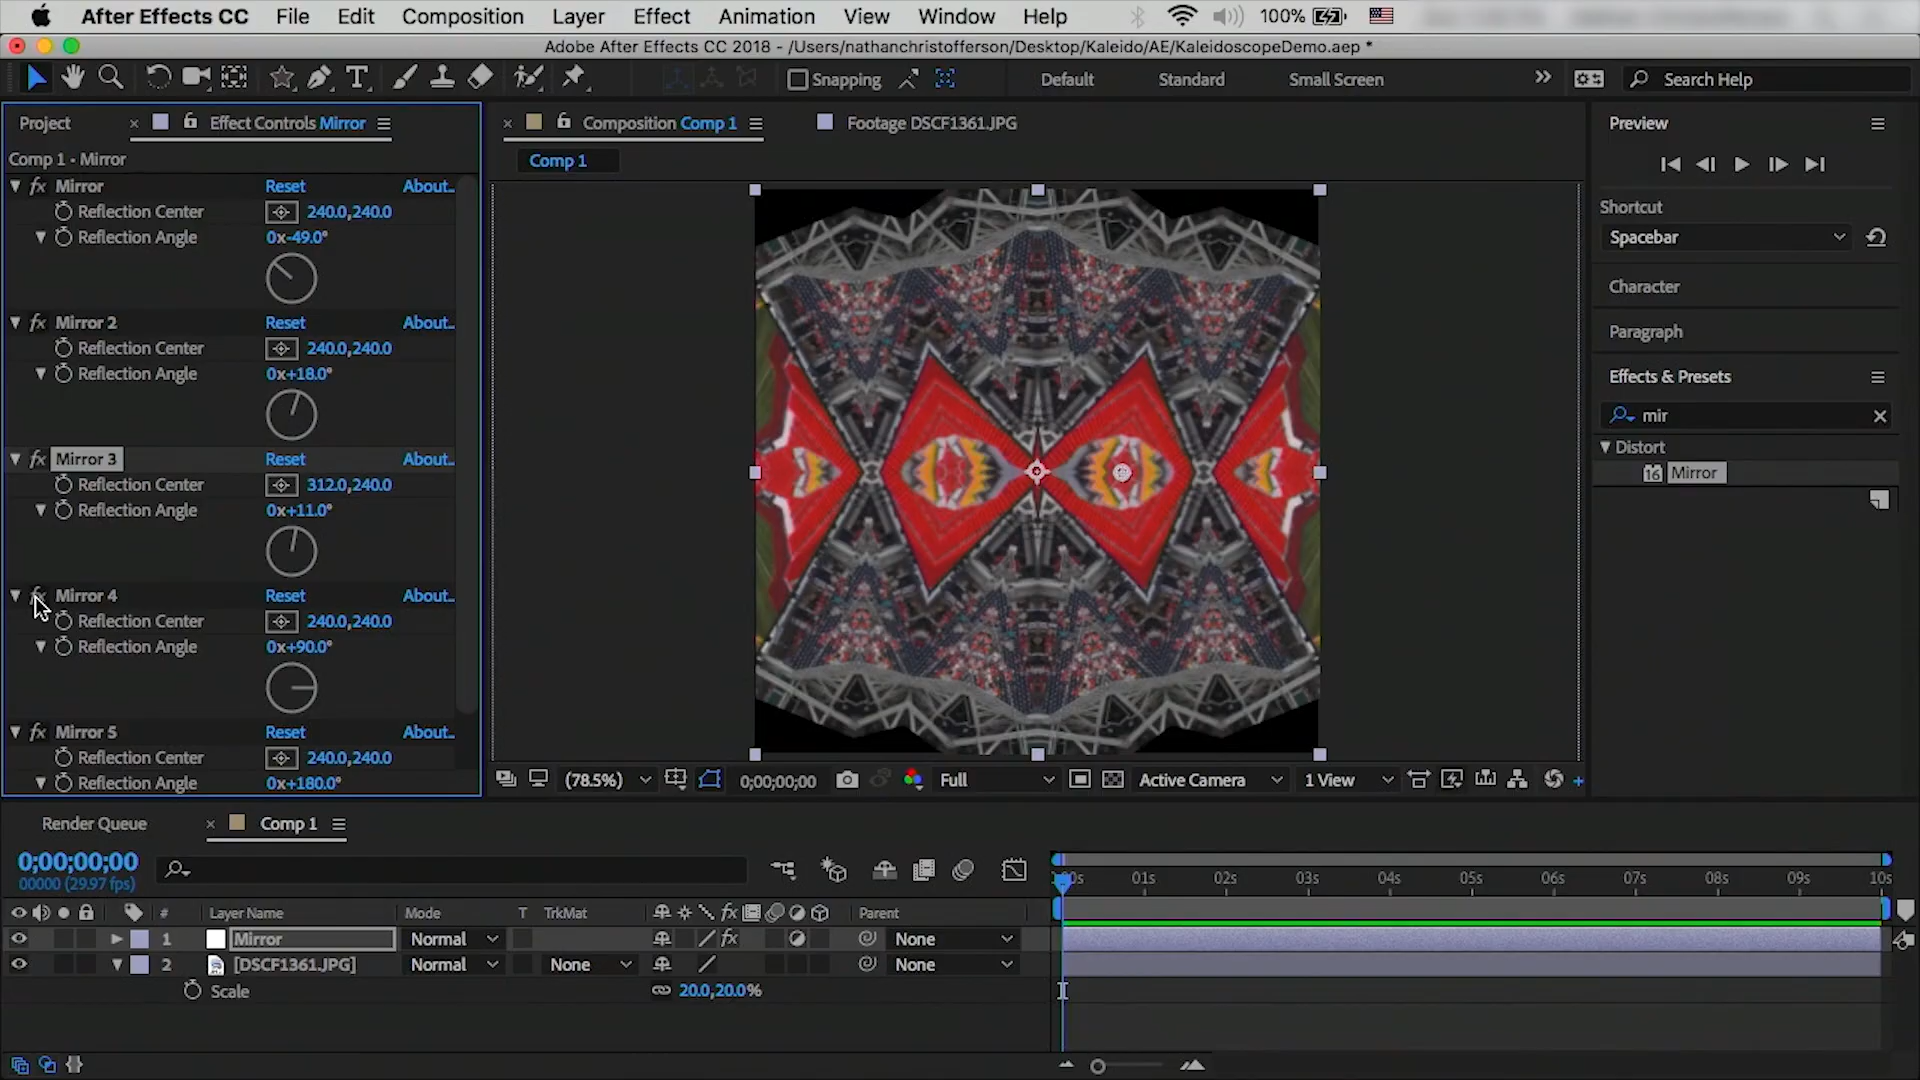 After Effects CC File Edit Composition Layer Effect Animation View Window Help 100%
Adobe After Effects CC 2018 - /Users/nathanchristofferson/Desktop/Kaleido/AE/KaleidoscopeDemo.aep *
T Snapping Default Standard Small Screen >> Search Help
Project × Effect Controls Mirror
Comp 1 • Mirror
fx Mirror Reset About..
Reflection Center 240.0,240.0
Reflection Angle 0x-49.0°
fx Mirror 2 Reset About..
Reflection Center 240.0,240.0
Reflection Angle 0x+18.0°
fx Mirror 3 Reset About..
Reflection Center 312.0,240.0
Reflection Angle 0x+11.0°
fx Mirror 4 Reset About..
Reflection Center 240.0,240.0
Reflection Angle 0x+90.0°
fx Mirror 5 Reset About..
Reflection Center 240.0,240.0
Reflection Angle 0x+180.0°
× Composition Comp 1 Footage DSCF1361.JPG
Comp 1
(78.5%) 0;00;00;00 Full Active Camera 1 View
Preview
Shortcut
Spacebar
Character
Paragraph
Effects & Presets
mir
Distort
16 Mirror
Render Queue × Comp 1
0;00;00;00
00000 (29.97 fps)
01s 02s 03s 04s 05s 06s 07s 08s 09s 10s
# Layer Name Mode T TrkMat fx Parent
1 Mirror Normal fx None
2 [DSCF1361.JPG] Normal None None
Scale 20.0,20.0%